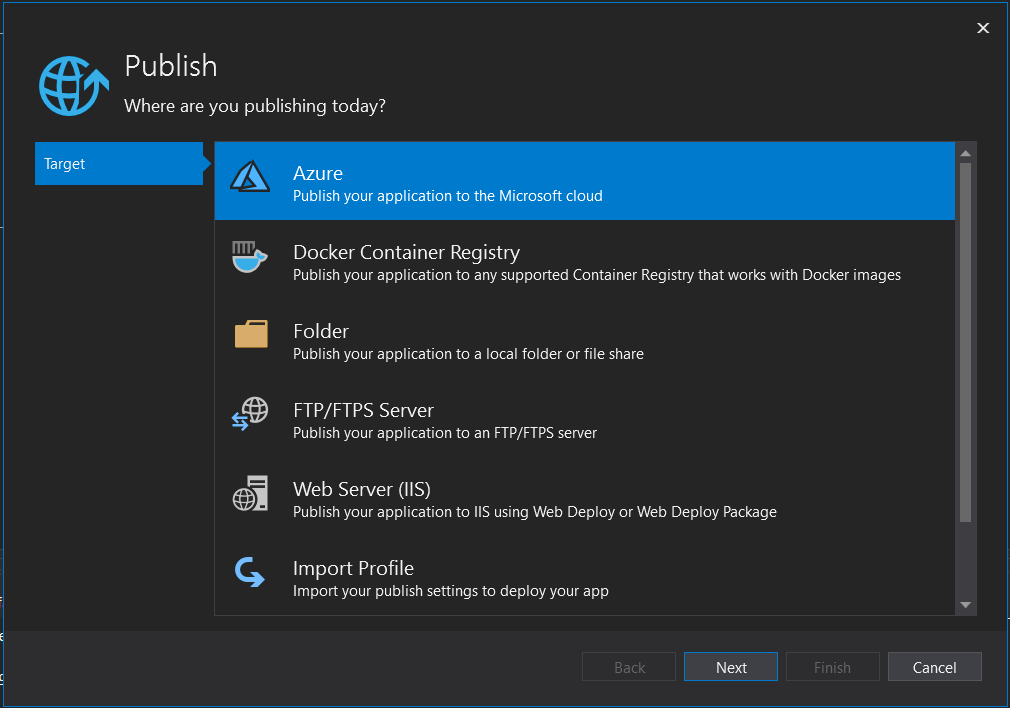 Publish
Where are you publishing today?
Target
Azure
Publish your application to the Microsoft cloud
Docker Container Registry
Publish your application to any supported Container Registry that works with Docker images
Folder
Publish your application to a local folder or file share
FTP/FTPS Server
Publish your application to an FTP/FTPS server
Web Server (IIS)
Publish your application to IIS using Web Deploy or Web Deploy Package
Import Profile
Import your publish settings to deploy your app
Back
Next
Finish
Cancel